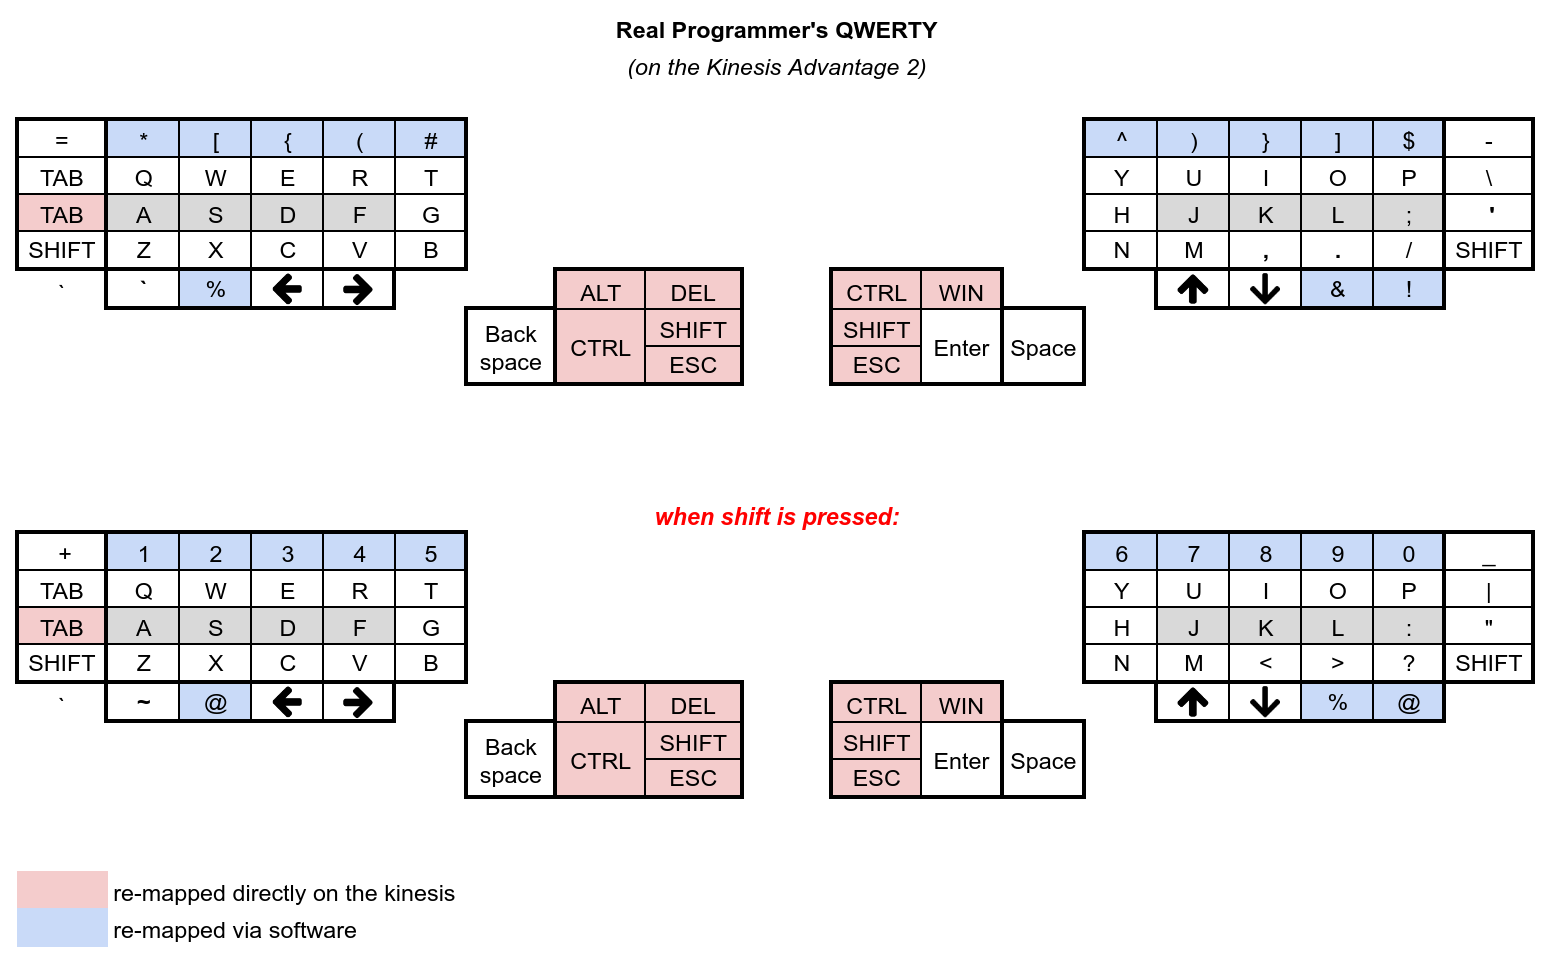 Real Programmer's QWERTY
(on the Kinesis Advantage 2)
= * [ { ( # ^ ) } ] $ -
TAB Q W E R T Y U I O P \
TAB A S D F G H J K L ; '
SHIFT Z X C V B N M , . / SHIFT
` ` % ← → ↑ ↓ & !
ALT DEL CTRL WIN
Back space CTRL SHIFT SHIFT Enter Space
ESC ESC
when shift is pressed:
+ 1 2 3 4 5 6 7 8 9 0 _
TAB Q W E R T Y U I O P |
TAB A S D F G H J K L : "
SHIFT Z X C V B N M < > ? SHIFT
` ~ @ ← → ↑ ↓ % @
ALT DEL CTRL WIN
Back space CTRL SHIFT SHIFT Enter Space
ESC ESC
re-mapped directly on the kinesis
re-mapped via software